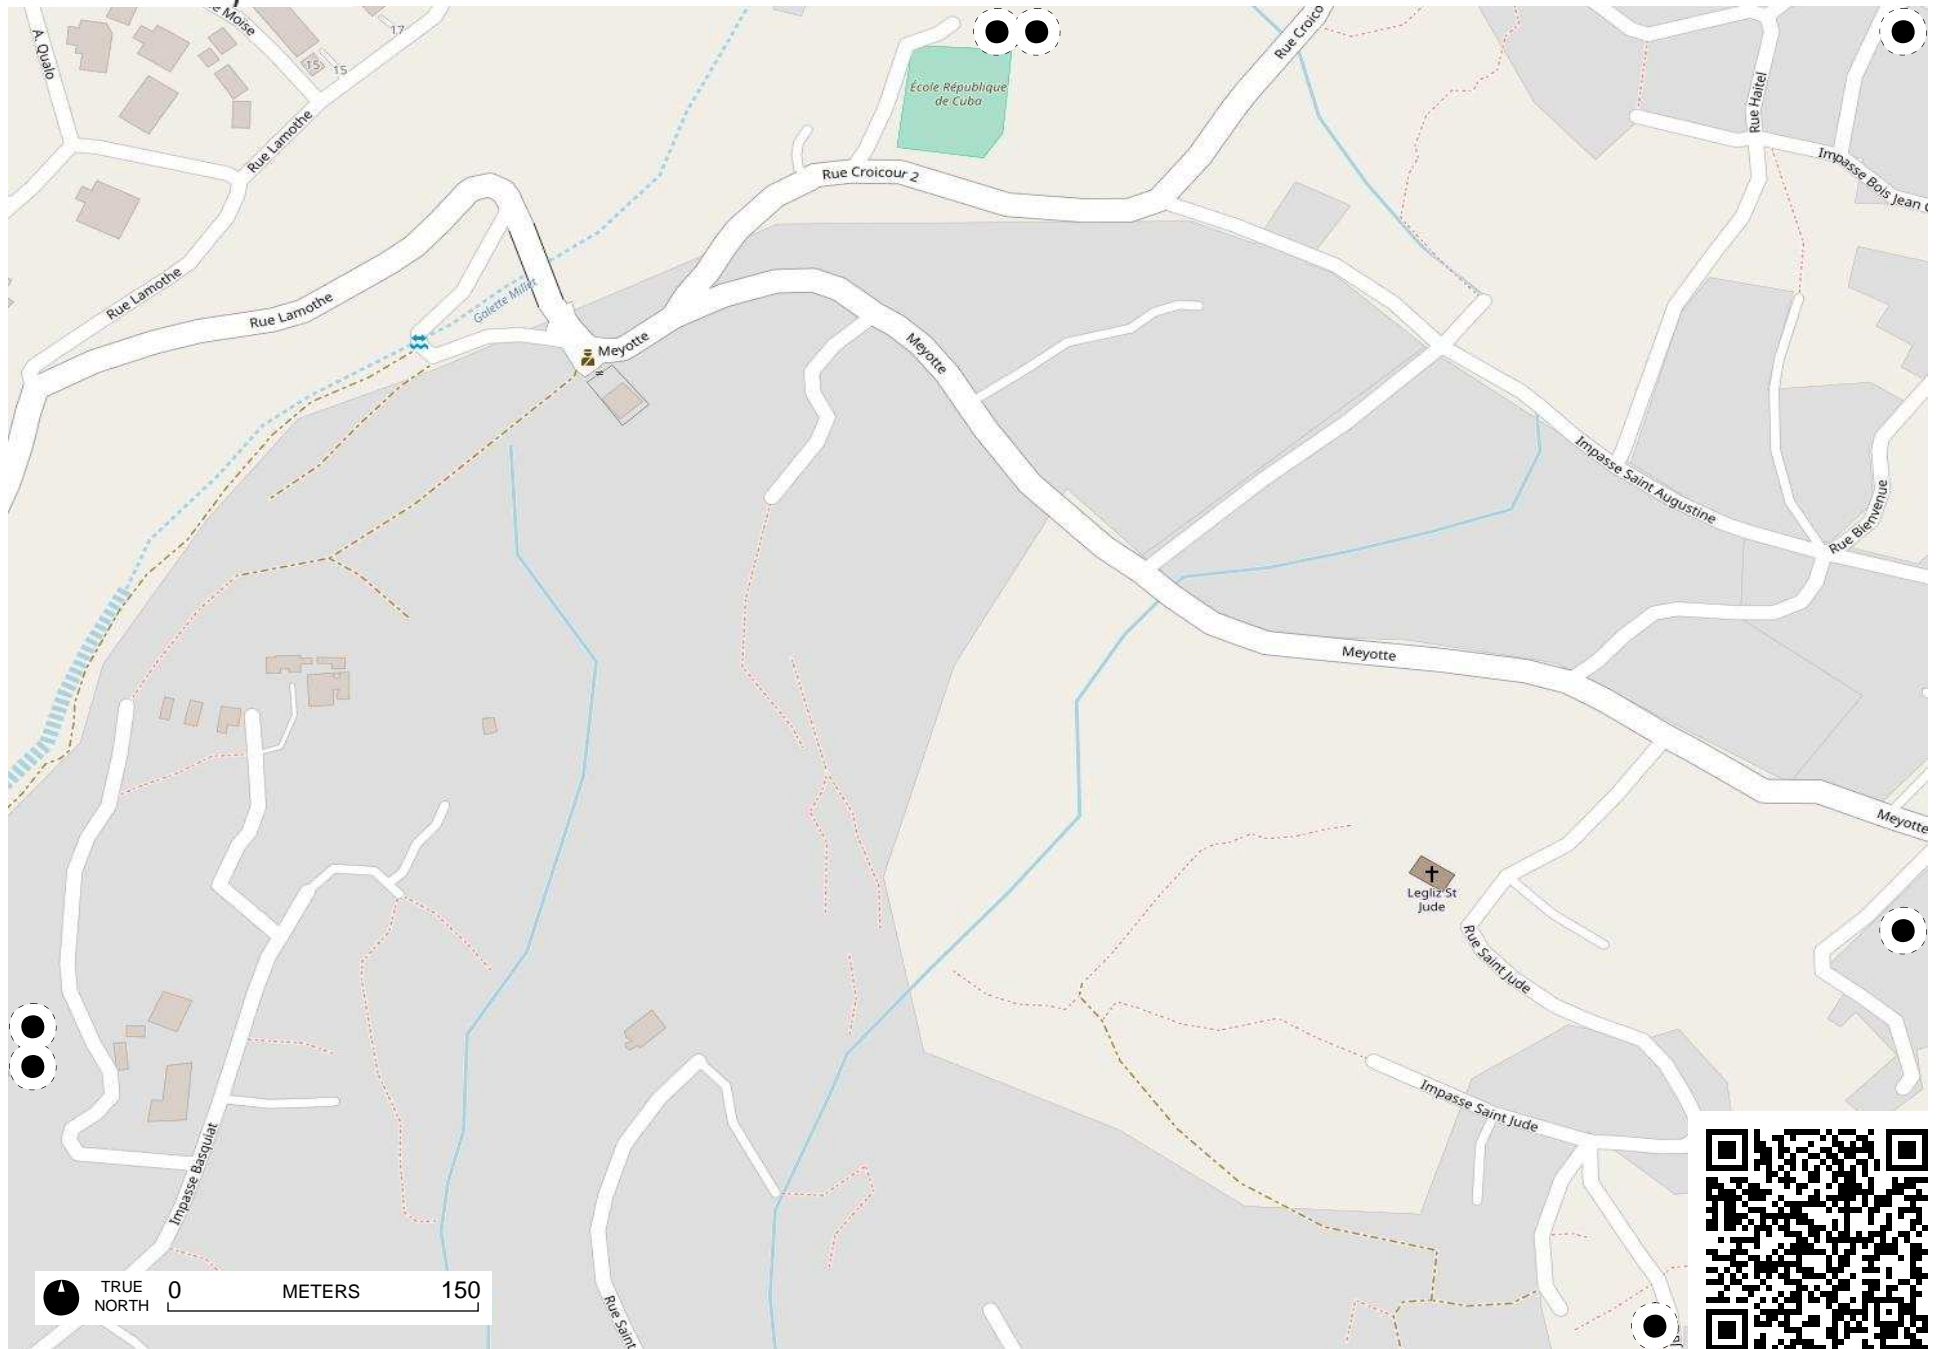 Moise
A. Qualo
17
15
15
Rue Lamothe
École République
de Cuba
Rue Croico
Rue Haitel
Impasse Bois Jean C
Rue Croicour 2
Rue Lamothe
Rue Lamothe
Galette Millet
Meyotte
Meyotte
Impasse Saint Augustine
Rue Bienvenue
Meyotte
Meyotte
Legliz St
Jude
Rue Saint Jude
Impasse Saint Jude
Impasse Basquiat
Rue Saint
TRUE
NORTH
0 METERS 150